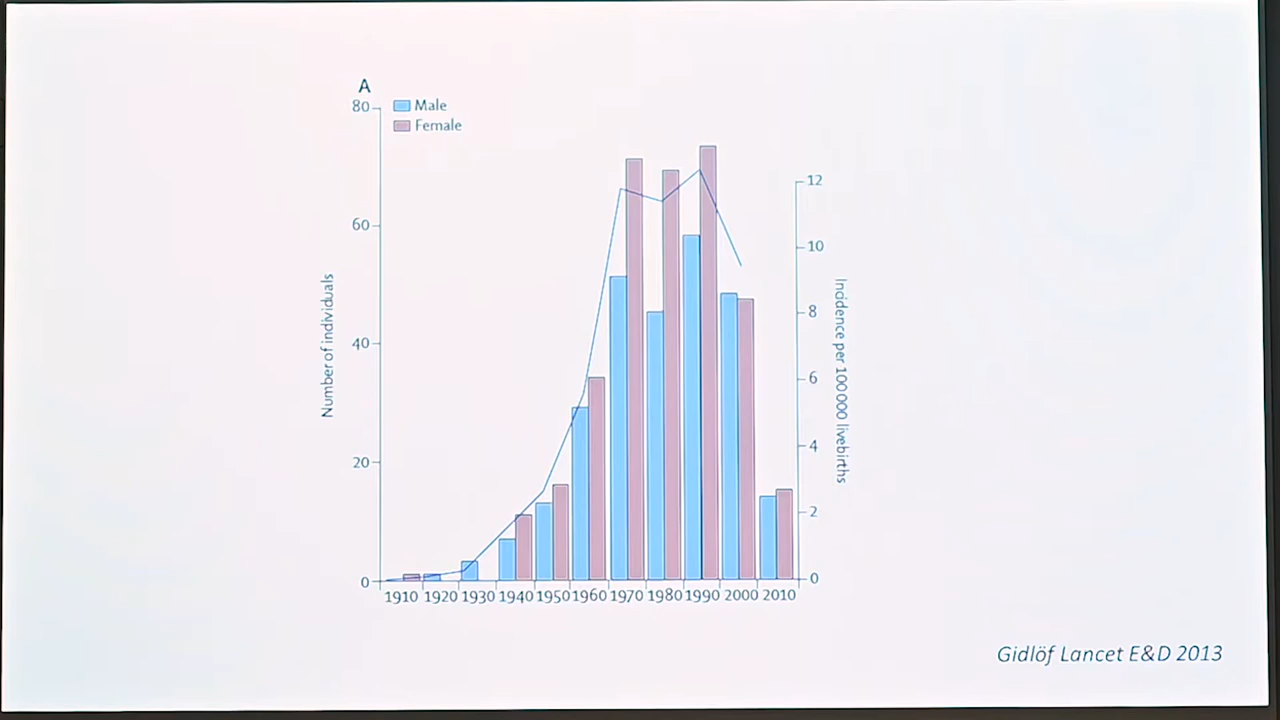 A
Male
Female
80
60
40
20
0
Number of individuals
12
10
8
6
4
2
0
Incidence per 100 000 livebirths
1910 1920 1930 1940 1950 1960 1970 1980 1990 2000 2010
Gidlöf Lancet E&D 2013